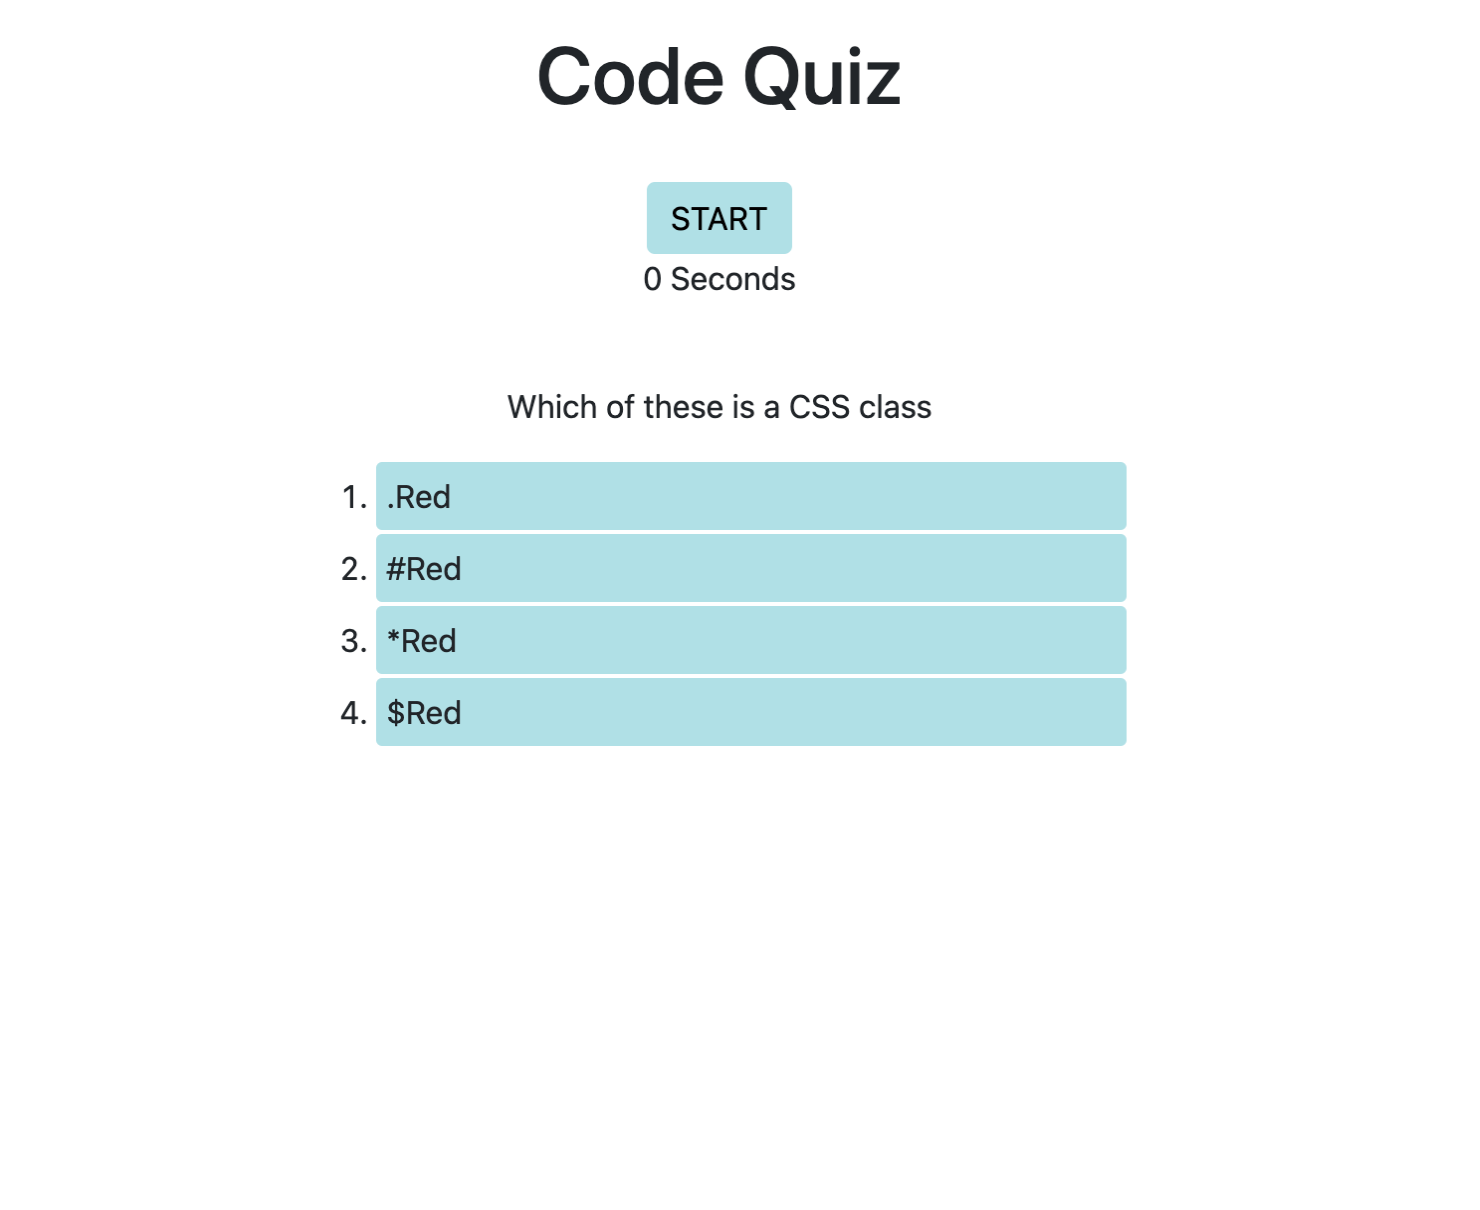 Code Quiz
START
0 Seconds
Which of these is a CSS class
1. .Red
2. #Red
3. *Red
4. $Red